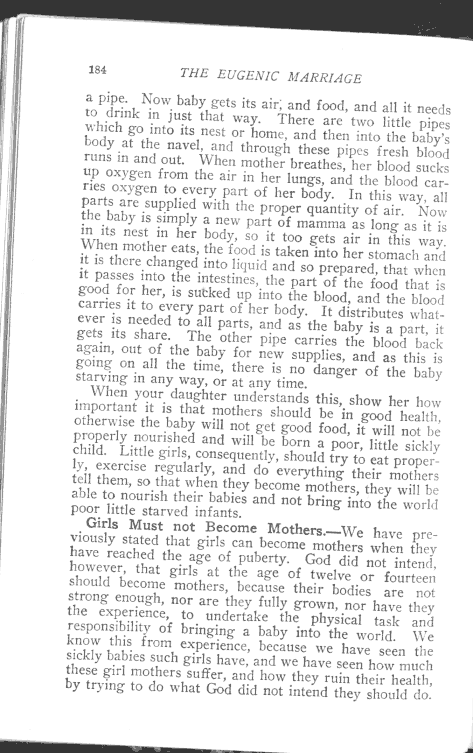 184 THE EUGENIC MARRIAGE
a pipe. Now baby gets its air, and food, and all it needs
to drink in just that way. There are two little pipes
which go into its nest or home, and then into the baby's
body at the navel, and through these pipes fresh blood
runs in and out. When mother breathes, her blood sucks
up oxygen from the air in her lungs, and the blood car-
ries oxygen to every part of her body. In this way, all
parts are supplied with the proper quantity of air. Now
the baby is simply a new part of mamma as long as it is
in its nest in her body, so it too gets air in this way.
When mother eats, the food is taken into her stomach and
it is there changed into liquid and so prepared, that when
it passes into the intestines, the part of the food that is
good for her, is sucked up into the blood, and the blood
carries it to every part of her body. It distributes what-
ever is needed to all parts, and as the baby is a part, it
gets its share. The other pipe carries the blood back
again, out of the baby for new supplies, and as this is
going on all the time, there is no danger of the baby
starving in any way, or at any time.
When your daughter understands this, show her how
important it is that mothers should be in good health,
otherwise the baby will not get good food, it will not be
properly nourished and will be born a poor, little sickly
child. Little girls, consequently, should try to eat proper-
ly, exercise regularly, and do everything their mothers
tell them, so that when they become mothers, they will be
able to nourish their babies and not bring into the world
poor little starved infants.
Girls Must not Become Mothers.—We have pre-
viously stated that girls can become mothers when they
have reached the age of puberty. God did not intend,
however, that girls at the age of twelve or fourteen
should become mothers, because their bodies are not
strong enough, nor are they fully grown, nor have they
the experience, to undertake the physical task and
responsibility of bringing a baby into the world. We
know this from experience, because we have seen the
sickly babies such girls have, and we have seen how much
these girl mothers suffer, and how they ruin their health,
by trying to do what God did not intend they should do.